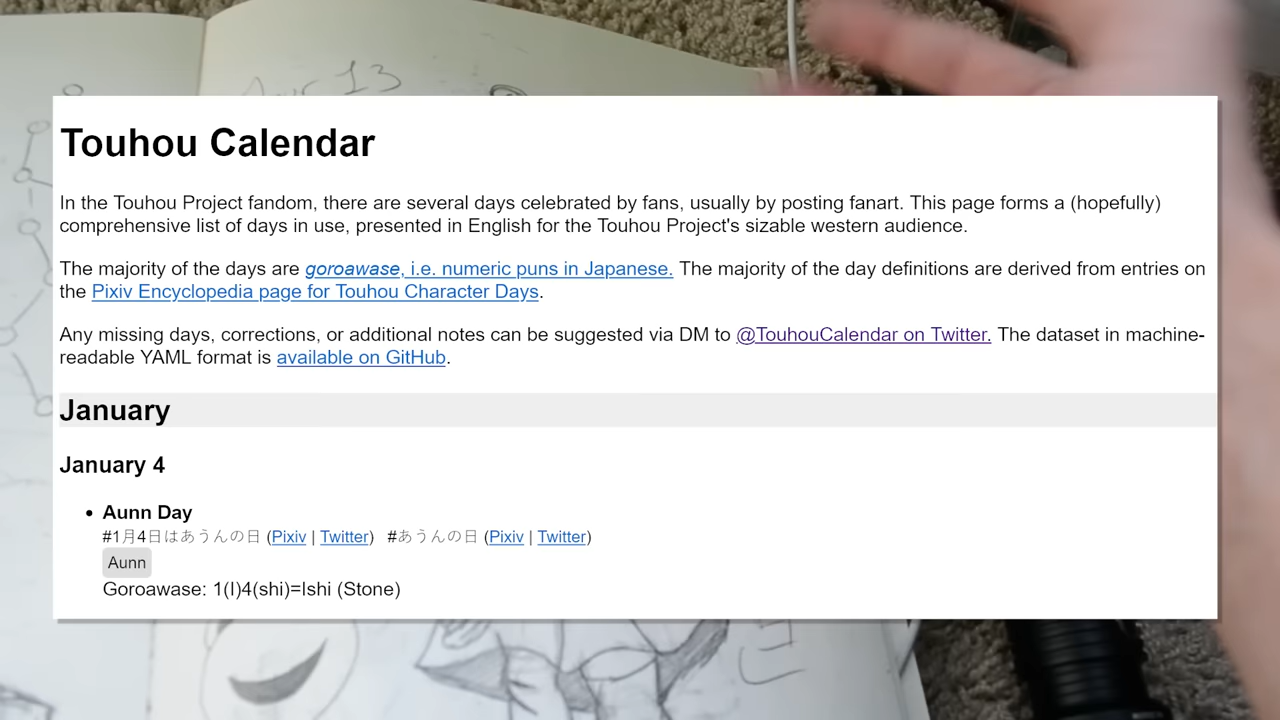 Apr 13
Touhou Calendar
In the Touhou Project fandom, there are several days celebrated by fans, usually by posting fanart. This page forms a (hopefully)
comprehensive list of days in use, presented in English for the Touhou Project's sizable western audience.
The majority of the days are goroawase, i.e. numeric puns in Japanese. The majority of the day definitions are derived from entries on
the Pixiv Encyclopedia page for Touhou Character Days.
Any missing days, corrections, or additional notes can be suggested via DM to @TouhouCalendar on Twitter. The dataset in machine-
readable YAML format is available on GitHub.
January
January 4
• Aunn Day
#1月4日はあうんの日 (Pixiv | Twitter) #あうんの日 (Pixiv | Twitter)
Aunn
Goroawase: 1(I)4(shi)=Ishi (Stone)